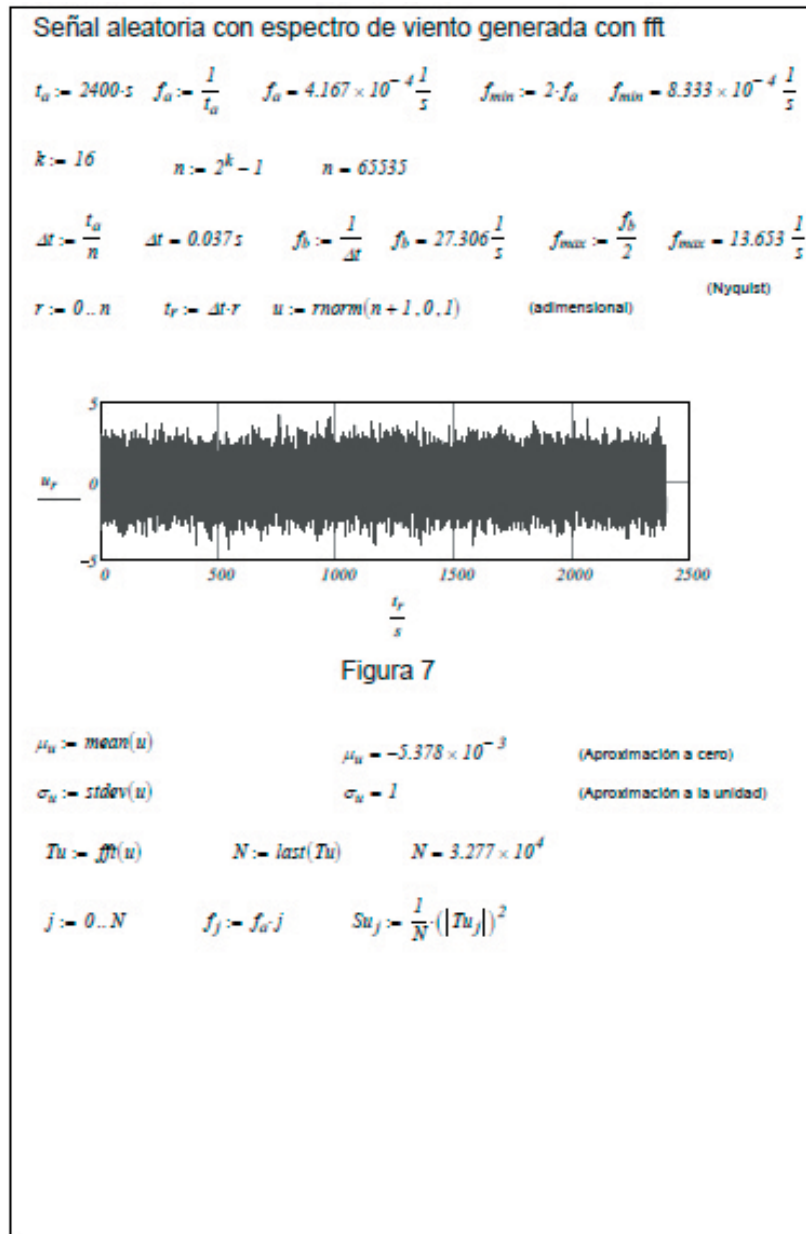 Señal aleatoria con espectro de viento generada con fft
t_a := 2400·s f_a := 1/t_a f_a = 4.167 × 10^-4 1/s f_min := 2·f_a f_min = 8.333 × 10^-4 1/s
k := 16 n := 2^k − 1 n = 65535
Δt := t_a/n Δt = 0.037 s f_b := 1/Δt f_b = 27.306 1/s f_max := f_b/2 f_max = 13.653 1/s
(Nyquist)
r := 0 .. n t_r := Δt·r u := rnorm(n + 1, 0, 1) (adimensional)
5
u_r 0
−5
0 500 1000 1500 2000 2500
t_r/s
Figura 7
μ_u := mean(u) μ_u = −5.378 × 10^-3 (Aproximación a cero)
σ_u := stdev(u) σ_u = 1 (Aproximación a la unidad)
Tu := fft(u) N := last(Tu) N = 3.277 × 10^4
j := 0 .. N f_j := f_a·j Su_j := 1/N·(|Tu_j|)^2